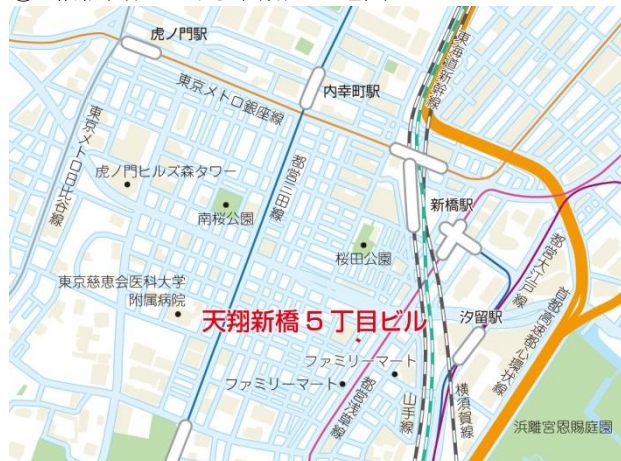 虎ノ門駅
東海道新幹線
内幸町駅
東京メトロ銀座線
東京メトロ日比谷線
虎ノ門ヒルズ森タワー
都営三田線
新橋駅
南桜公園
桜田公園
都営大江戸線
首都高速都心環状線
東京慈恵会医科大学
附属病院
天翔新橋5丁目ビル
汐留駅
ファミリーマート
ファミリーマート
都営浅草線
山手線
横須賀線
浜離宮恩賜庭園